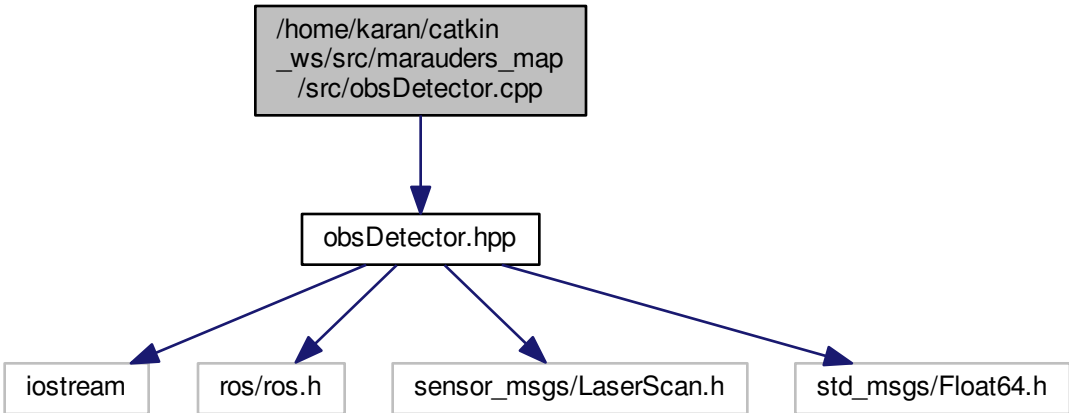 /home/karan/catkin
_ws/src/marauders_map
/src/obsDetector.cpp
obsDetector.hpp
iostream
ros/ros.h
sensor_msgs/LaserScan.h
std_msgs/Float64.h